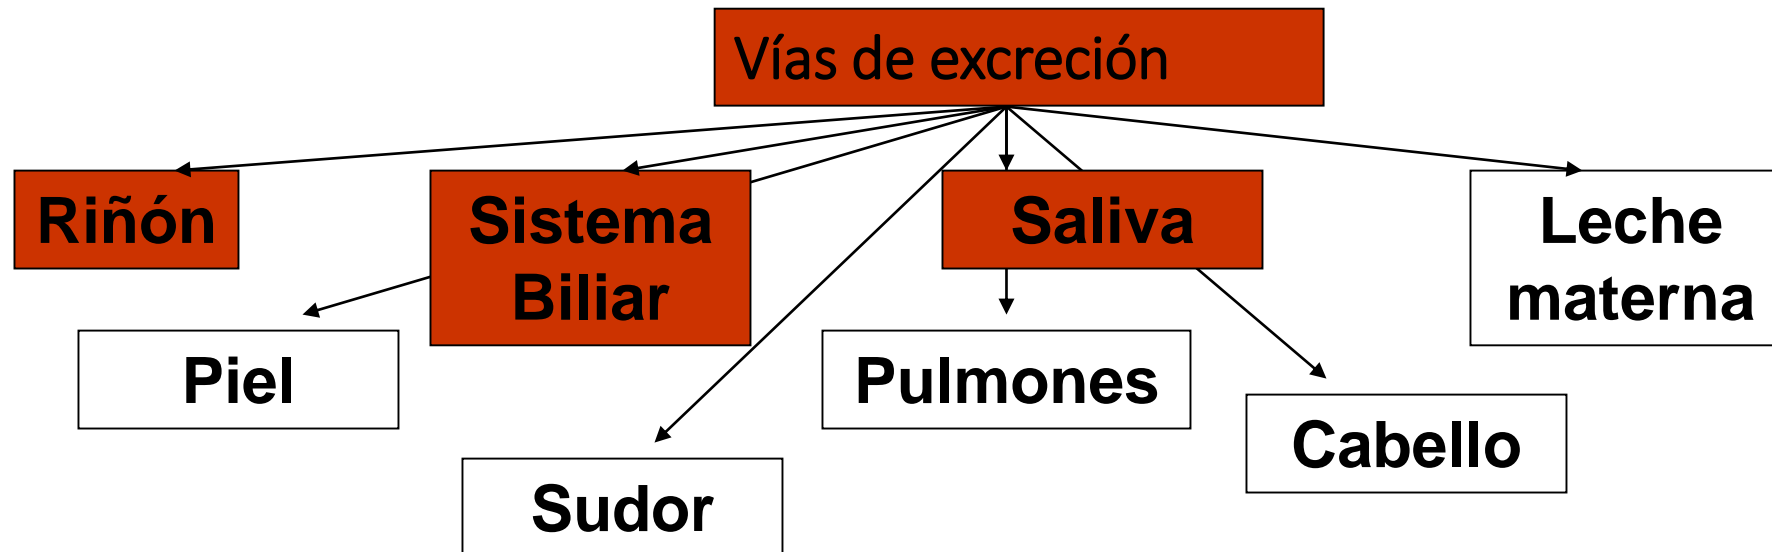 Vías de excreción
Riñón
Sistema
Biliar
Saliva
Leche
materna
Piel
Pulmones
Cabello
Sudor